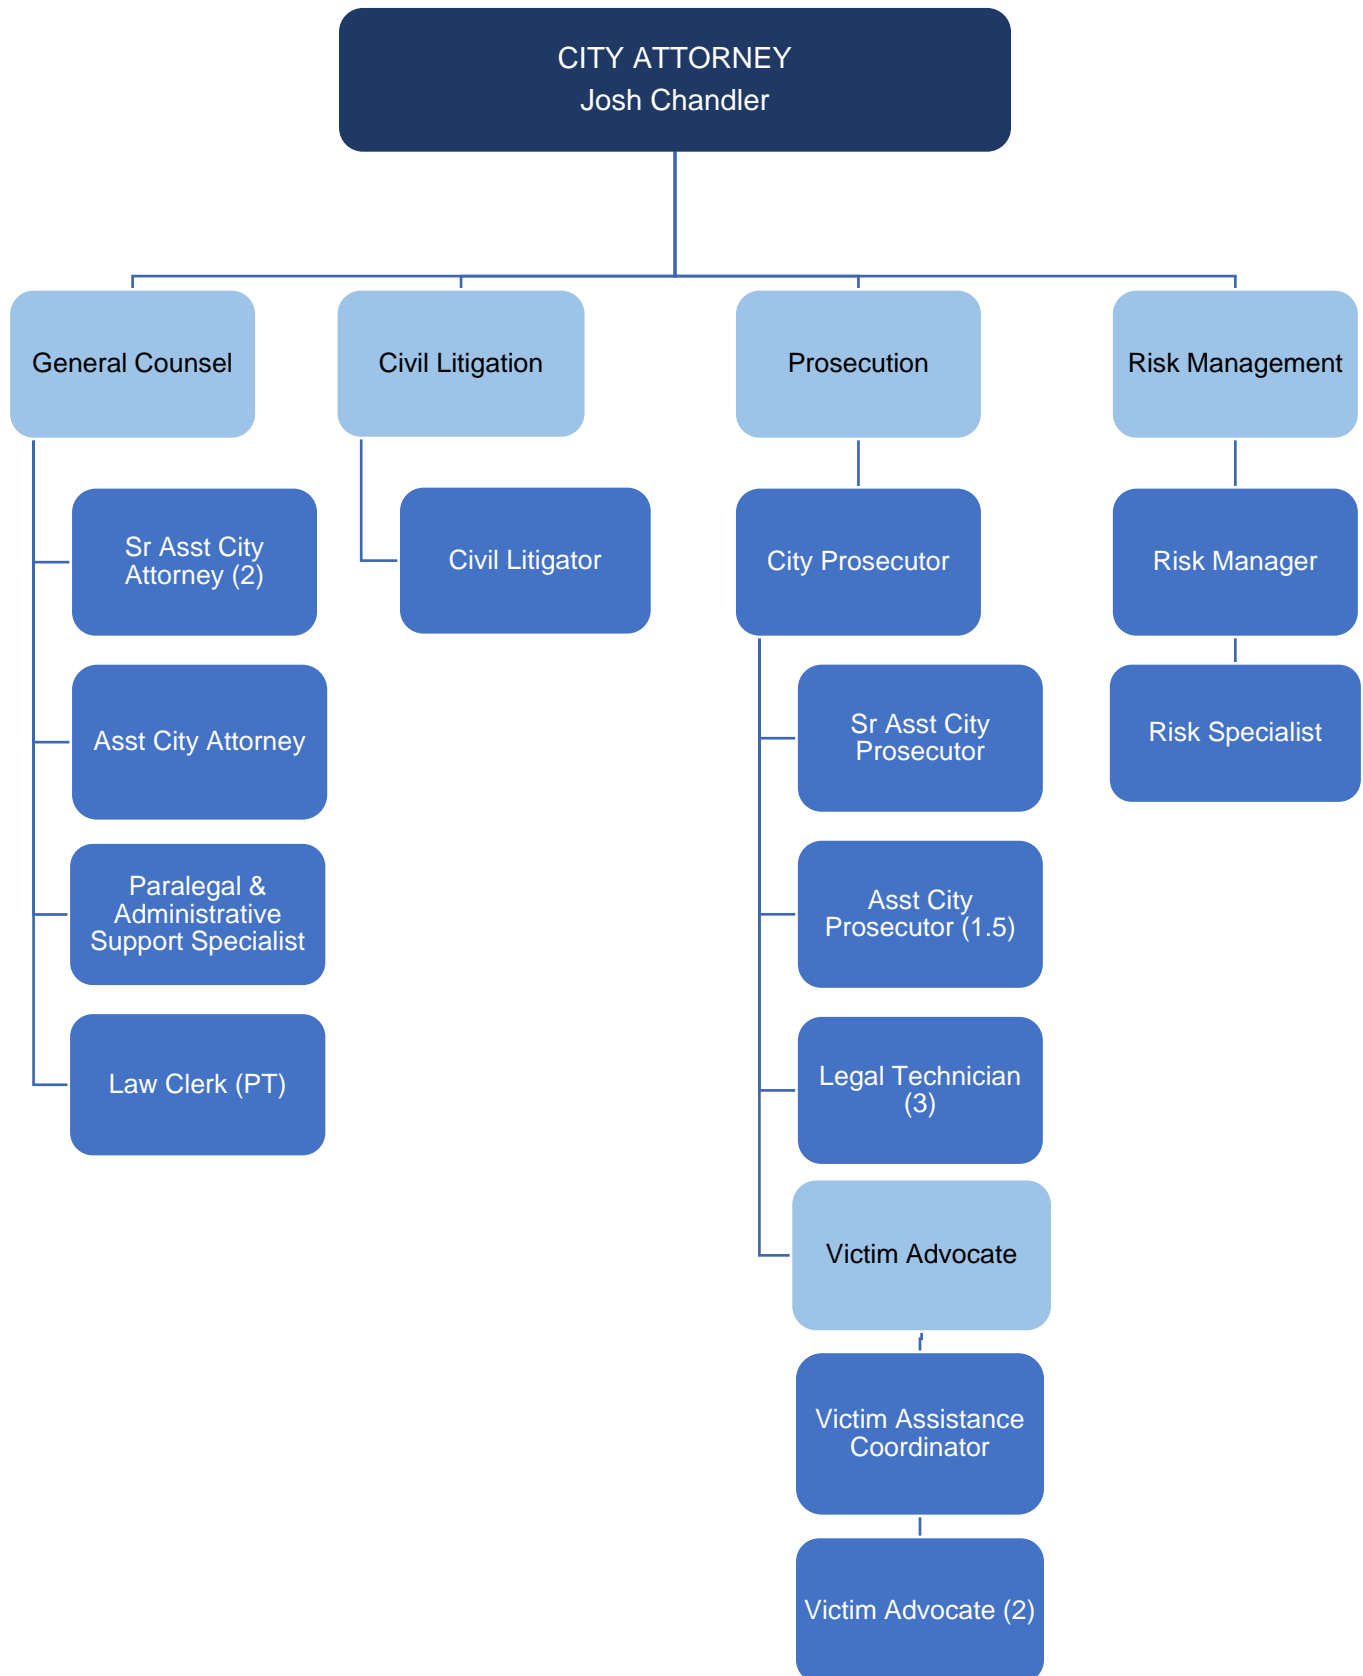 CITY ATTORNEY
Josh Chandler
General Counsel
Civil Litigation
Prosecution
Risk Management
Sr Asst City
Attorney (2)
Asst City Attorney
Paralegal &
Administrative
Support Specialist
Law Clerk (PT)
Civil Litigator
City Prosecutor
Sr Asst City
Prosecutor
Asst City
Prosecutor (1.5)
Legal Technician
(3)
Victim Advocate
Victim Assistance
Coordinator
Victim Advocate (2)
Risk Manager
Risk Specialist